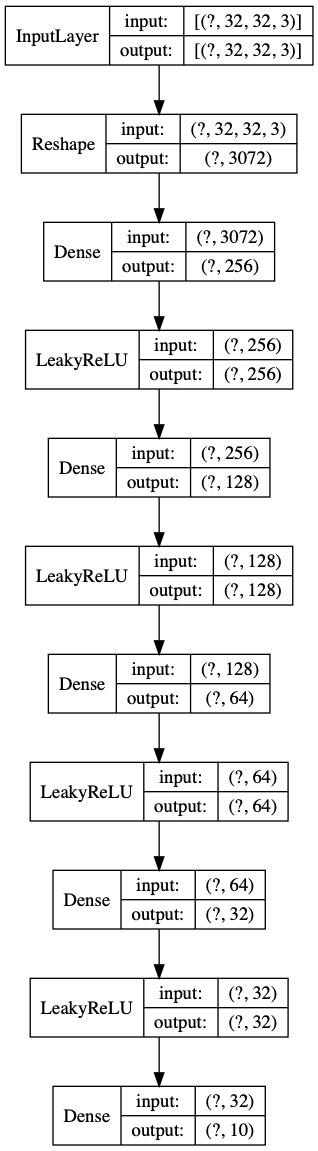 InputLayer input: [(?, 32, 32, 3)]
output: [(?, 32, 32, 3)]
Reshape input: (?, 32, 32, 3)
output: (?, 3072)
Dense input: (?, 3072)
output: (?, 256)
LeakyReLU input: (?, 256)
output: (?, 256)
Dense input: (?, 256)
output: (?, 128)
LeakyReLU input: (?, 128)
output: (?, 128)
Dense input: (?, 128)
output: (?, 64)
LeakyReLU input: (?, 64)
output: (?, 64)
Dense input: (?, 64)
output: (?, 32)
LeakyReLU input: (?, 32)
output: (?, 32)
Dense input: (?, 32)
output: (?, 10)